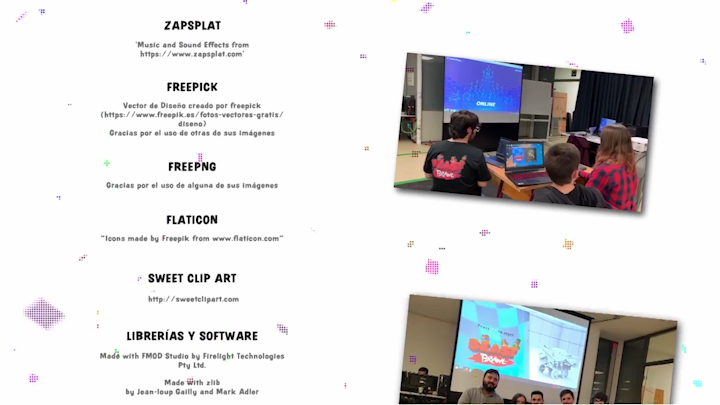 ZAPSPLAT
"Music and Sound Effects from
https://www.zapsplat.com"
FREEPICK
Vector de Diseño creado por freepick
(https://www.freepik.es/fotos-vectores-gratis/
diseno)
Gracias por el uso de otras de sus imágenes
FREEPNG
Gracias por el uso de alguna de sus imágenes
FLATICON
"Icons made by Freepik from www.flaticon.com"
SWEET CLIP ART
http://sweetclipart.com
LIBRERÍAS Y SOFTWARE
Made with FMOD Studio by Firelight Technologies
Pty Ltd.
Made with zlib
by Jean-loup Gailly and Mark Adler
ONLINE
BRAWL